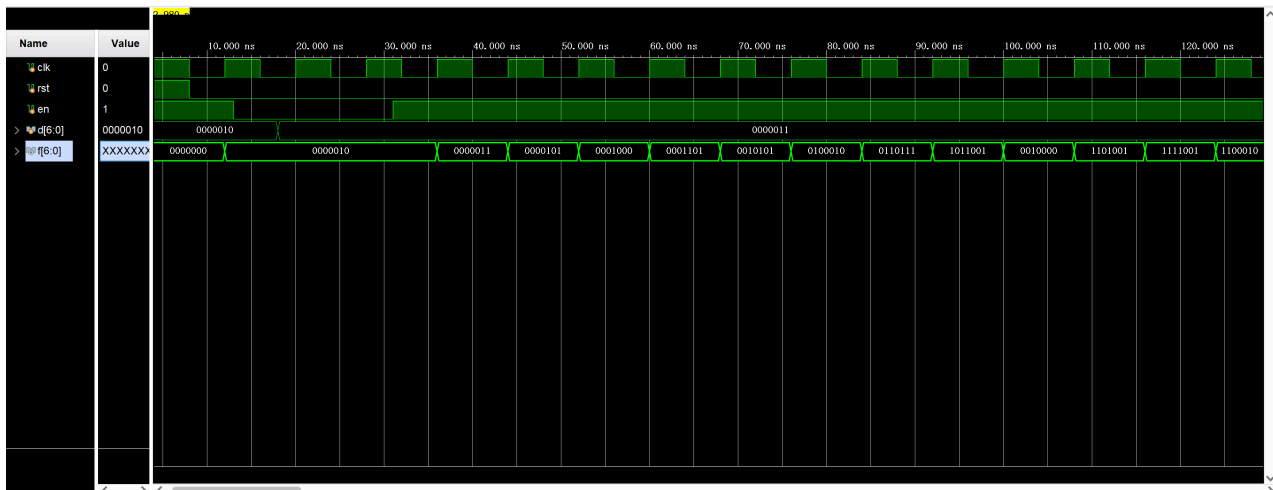 Name Value
10.000 ns 20.000 ns 30.000 ns 40.000 ns 50.000 ns 60.000 ns 70.000 ns 80.000 ns 90.000 ns 100.000 ns 110.000 ns 120.000 ns
clk 0
rst 0
en 1
d[6:0] 0000010 0000010 0000011
f[6:0] XXXXXXX 0000000 0000010 0000011 0000101 0001000 0001101 0010101 0100010 0110111 1011001 0010000 1101001 1111001 1100010